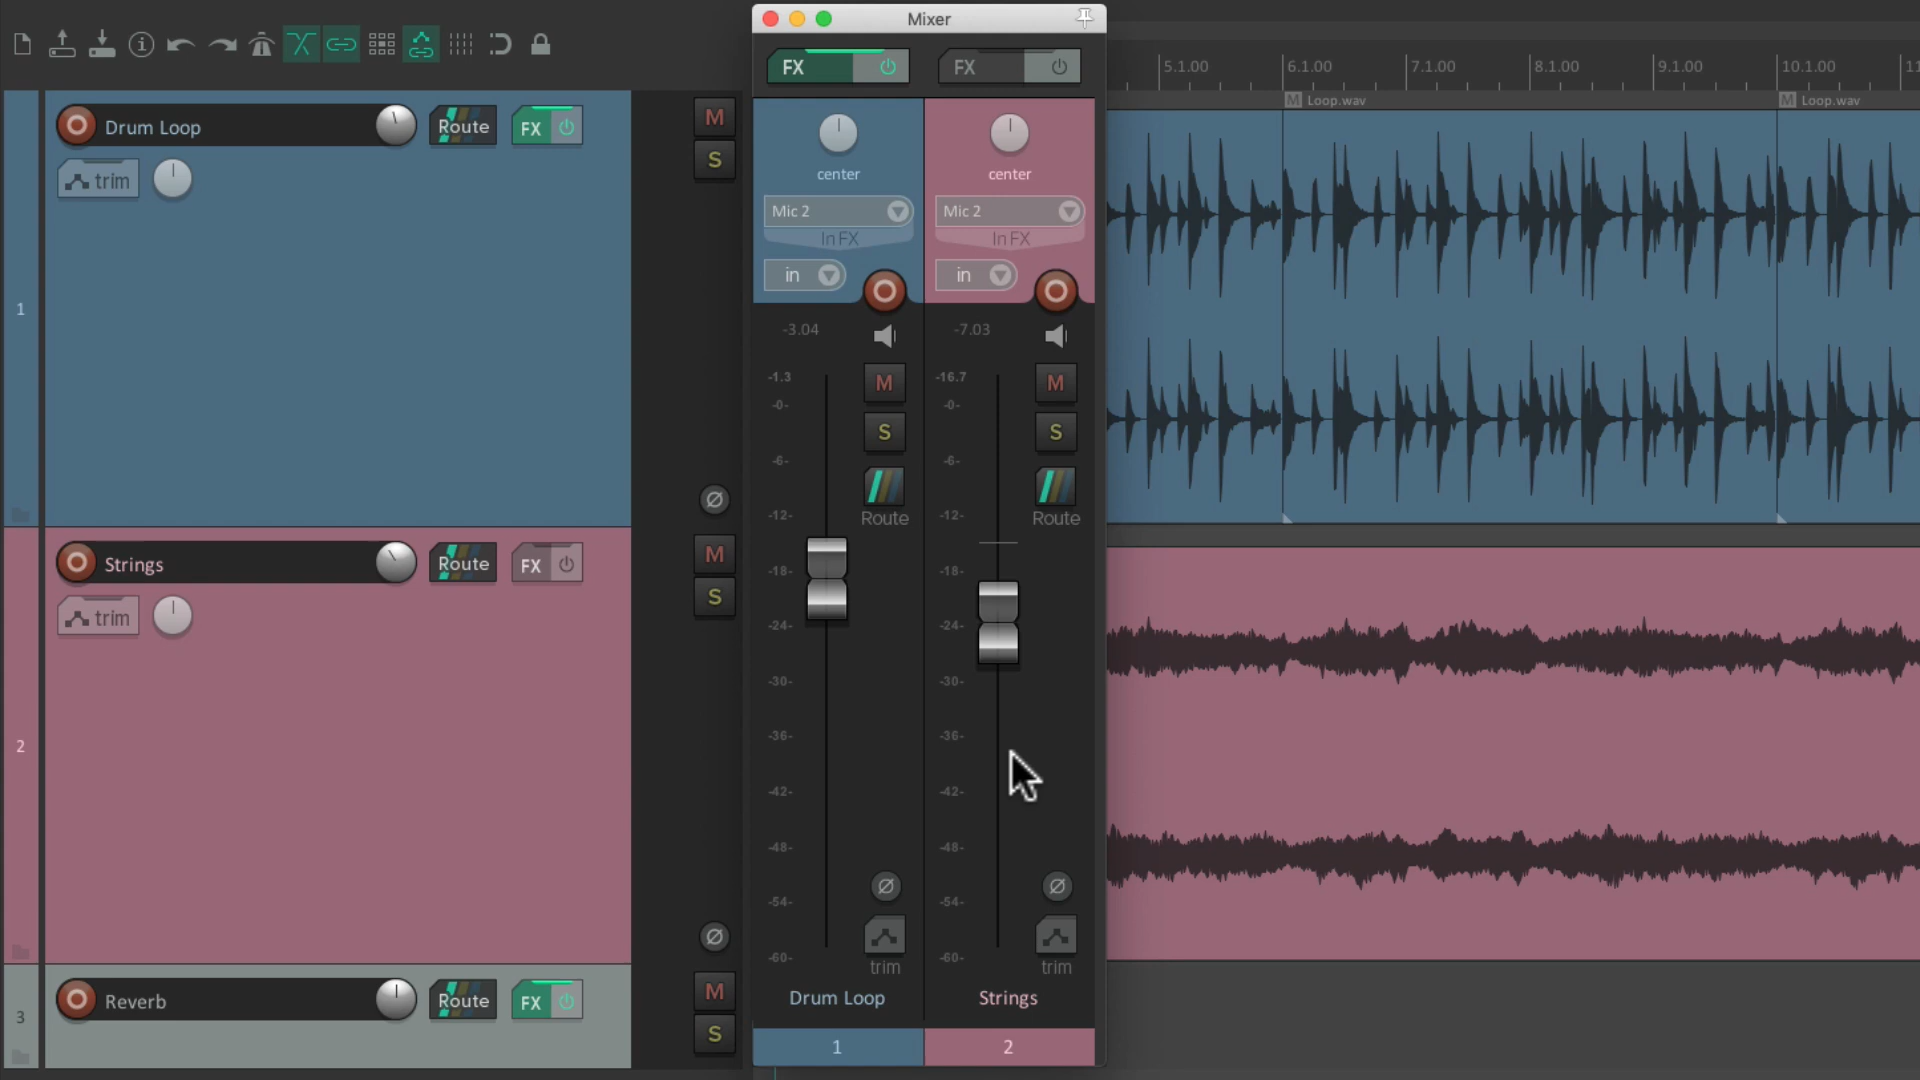 Mixer
FX
FX
5.1.00
6.1.00
7.1.00
8.1.00
9.1.00
10.1.00
11
M Loop.wav
M Loop.wav
Drum Loop
Route
FX
M
S
trim
center
center
Mic 2
Mic 2
In FX
In FX
in
in
1
-3.04
-7.03
-1.3
-0-
-6-
-12-
-18-
-24-
-30-
-36-
-42-
-48-
-54-
-60-
M
S
Route
trim
-16.7
-0-
-6-
-12-
-18-
-24-
-30-
-36-
-42-
-48-
-54-
-60-
M
S
Route
trim
Ø
Strings
Route
FX
M
S
trim
2
Ø
Ø
Ø
Reverb
Route
FX
M
S
3
Drum Loop
Strings
1
2